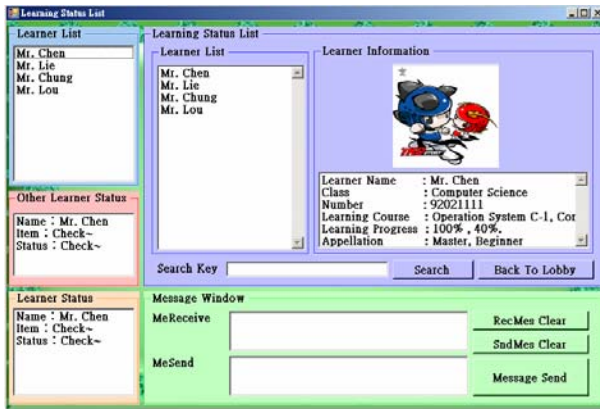 Learning Status List
Learner List
Mr. Chen
Mr. Lie
Mr. Chung
Mr. Lou
Other Learner Status
Name : Mr. Chen
Item : Check~
Status : Check~
Learner Status
Name : Mr. Chen
Item : Check~
Status : Check~
Learning Status List
Learner List
Mr. Chen
Mr. Lie
Mr. Chung
Mr. Lou
Learner Information
Learner Name : Mr. Chen
Class : Computer Science
Number : 92021111
Learning Course : Operation System C-1, Cor
Learning Progress : 100% , 40%.
Appellation : Master, Beginner
Search Key
Search
Back To Lobby
Message Window
MeReceive
RecMes Clear
SndMes Clear
MeSend
Message Send